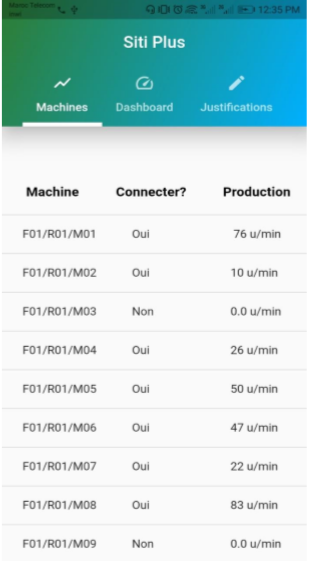 Maroc Telecom
12:35 PM
Siti Plus
Machines Dashboard Justifications
Machine Connecter? Production
F01/R01/M01 Oui 76 u/min
F01/R01/M02 Oui 10 u/min
F01/R01/M03 Non 0.0 u/min
F01/R01/M04 Oui 26 u/min
F01/R01/M05 Oui 50 u/min
F01/R01/M06 Oui 47 u/min
F01/R01/M07 Oui 22 u/min
F01/R01/M08 Oui 83 u/min
F01/R01/M09 Non 0.0 u/min